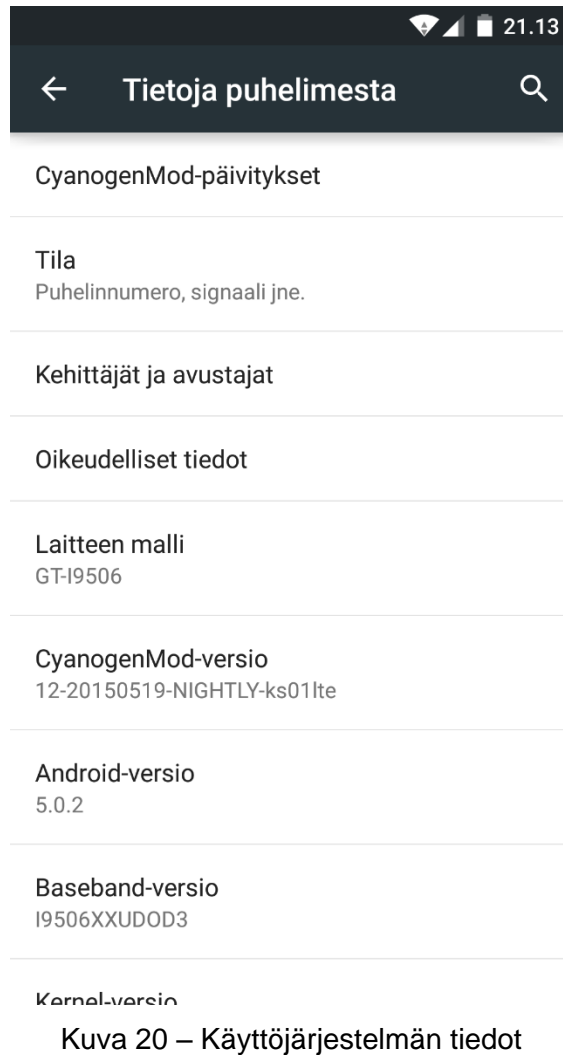 21.13
Tietoja puhelimesta
CyanogenMod-päivitykset
Tila
Puhelinnumero, signaali jne.
Kehittäjät ja avustajat
Oikeudelliset tiedot
Laitteen malli
GT-I9506
CyanogenMod-versio
12-20150519-NIGHTLY-ks01lte
Android-versio
5.0.2
Baseband-versio
I9506XXUDOD3
Kernel-versio
Kuva 20 – Käyttöjärjestelmän tiedot